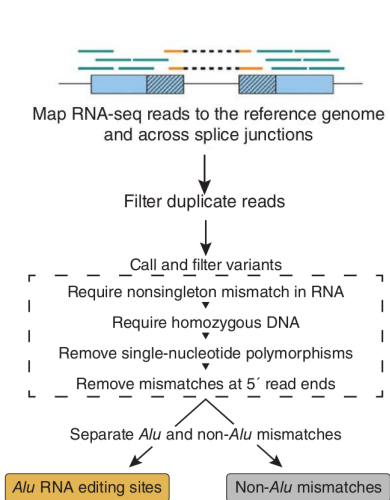 Map RNA-seq reads to the reference genome
and across splice junctions
Filter duplicate reads
Call and filter variants
Require nonsingleton mismatch in RNA
Require homozygous DNA
Remove single-nucleotide polymorphisms
Remove mismatches at 5´ read ends
Separate Alu and non-Alu mismatches
Alu RNA editing sites
Non-Alu mismatches